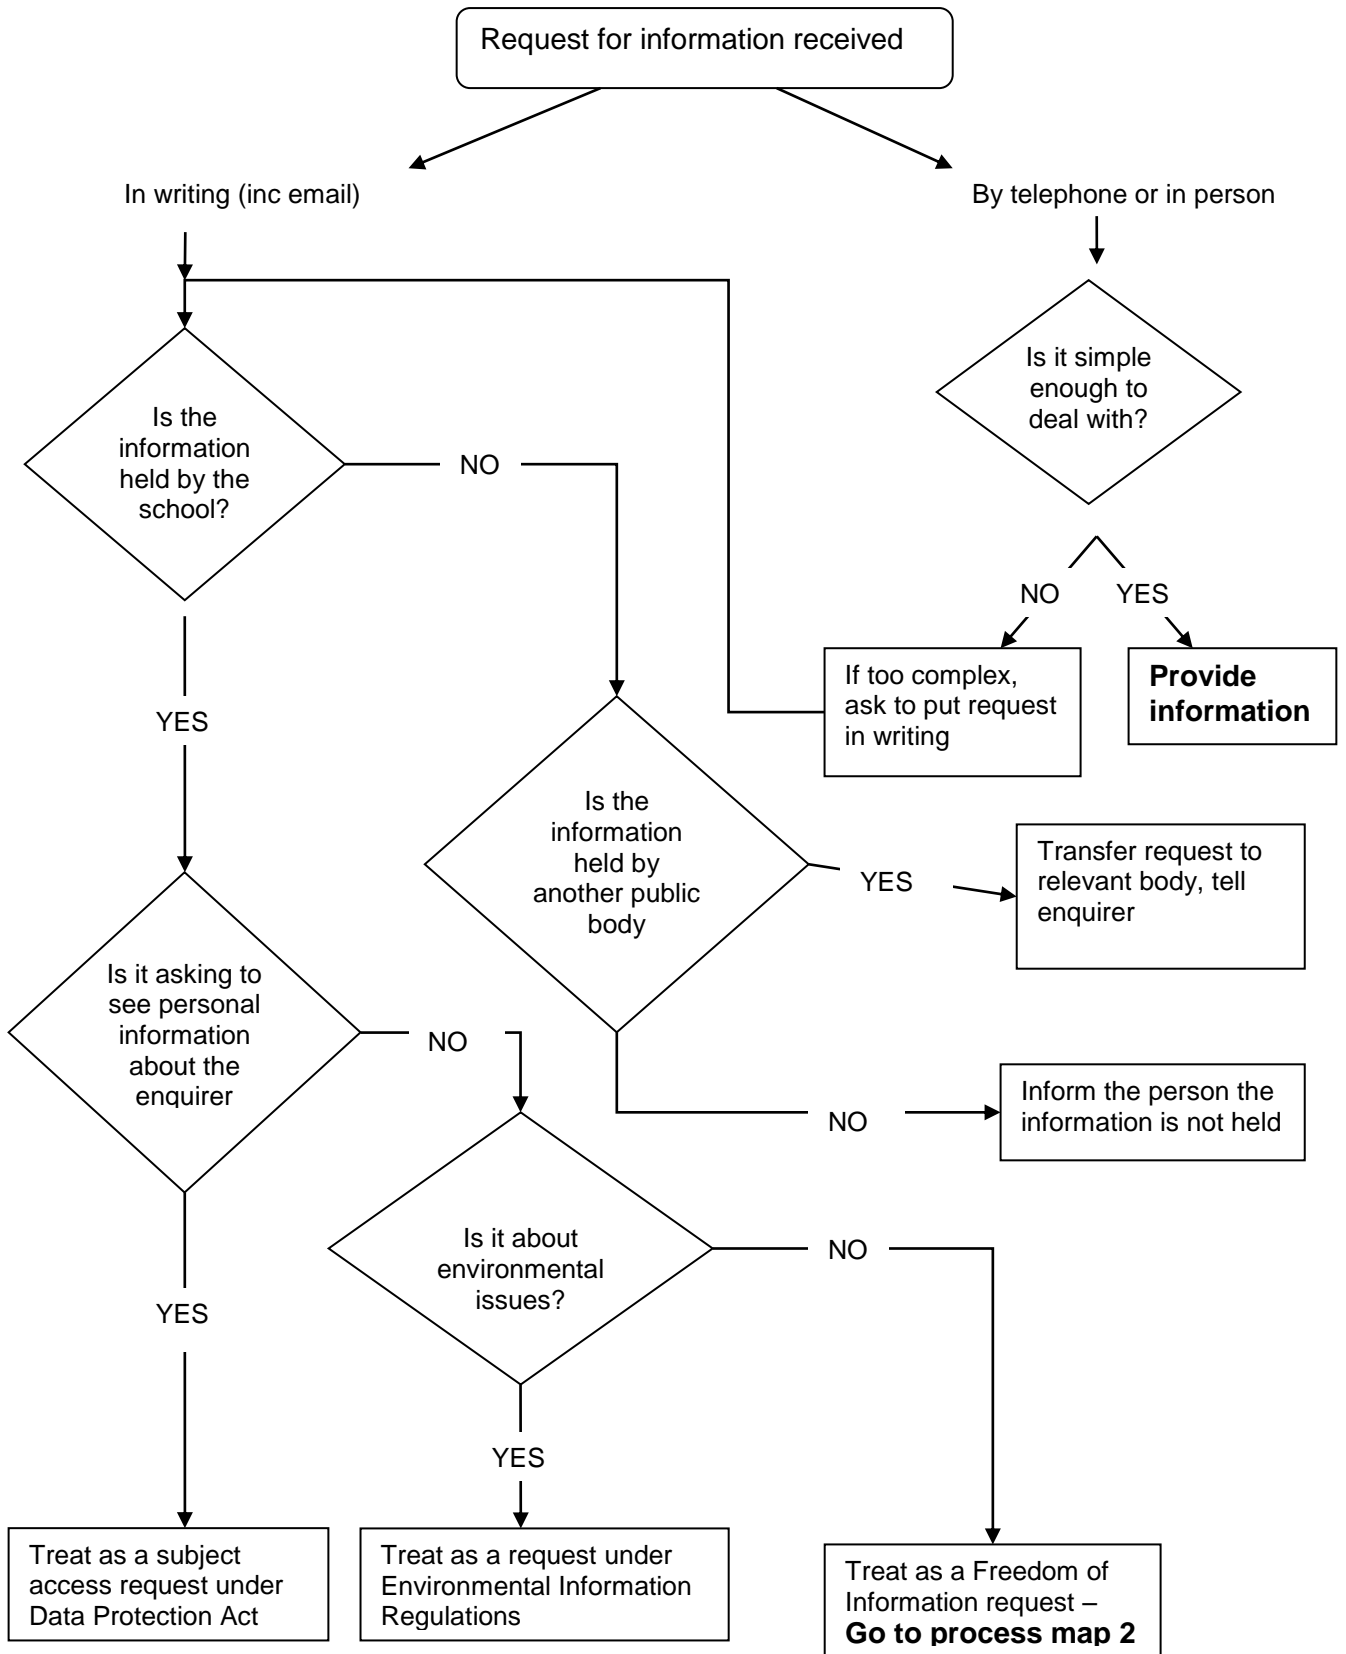 Request for information received
In writing (inc email)
By telephone or in person
Is it simple
enough to
deal with?
Is the
information
held by the
school?
NO
NO
YES
If too complex,
ask to put request
in writing
Provide
information
YES
Is the
information
held by
another public
body
YES
Transfer request to
relevant body, tell
enquirer
Is it asking to
see personal
information
about the
enquirer
NO
NO
Inform the person the
information is not held
Is it about
environmental
issues?
NO
YES
YES
Treat as a subject
access request under
Data Protection Act
Treat as a request under
Environmental Information
Regulations
Treat as a Freedom of
Information request –
Go to process map 2